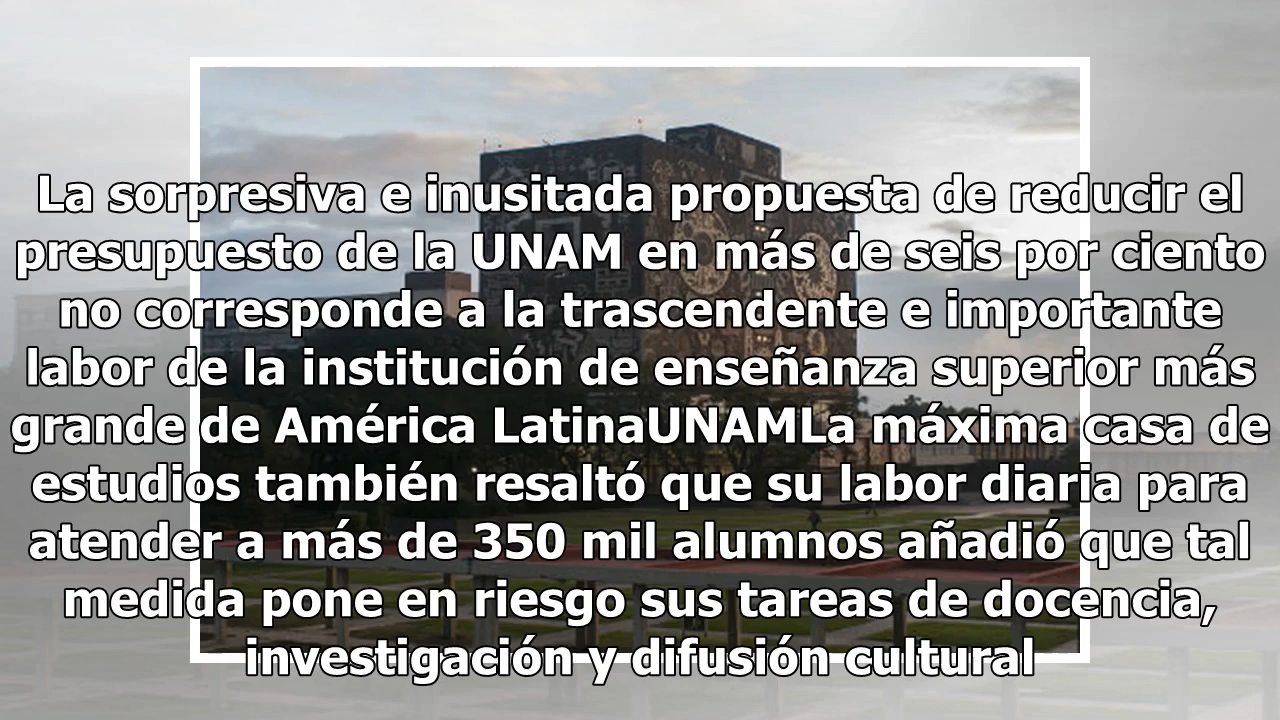 La sorpresiva e inusitada propuesta de reducir el
presupuesto de la UNAM en más de seis por ciento
no corresponde a la trascendente e importante
labor de la institución de enseñanza superior más
grande de América LatinaUNAMLa máxima casa de
estudios también resaltó que su labor diaria para
atender a más de 350 mil alumnos añadió que tal
medida pone en riesgo sus tareas de docencia,
investigación y difusión cultural